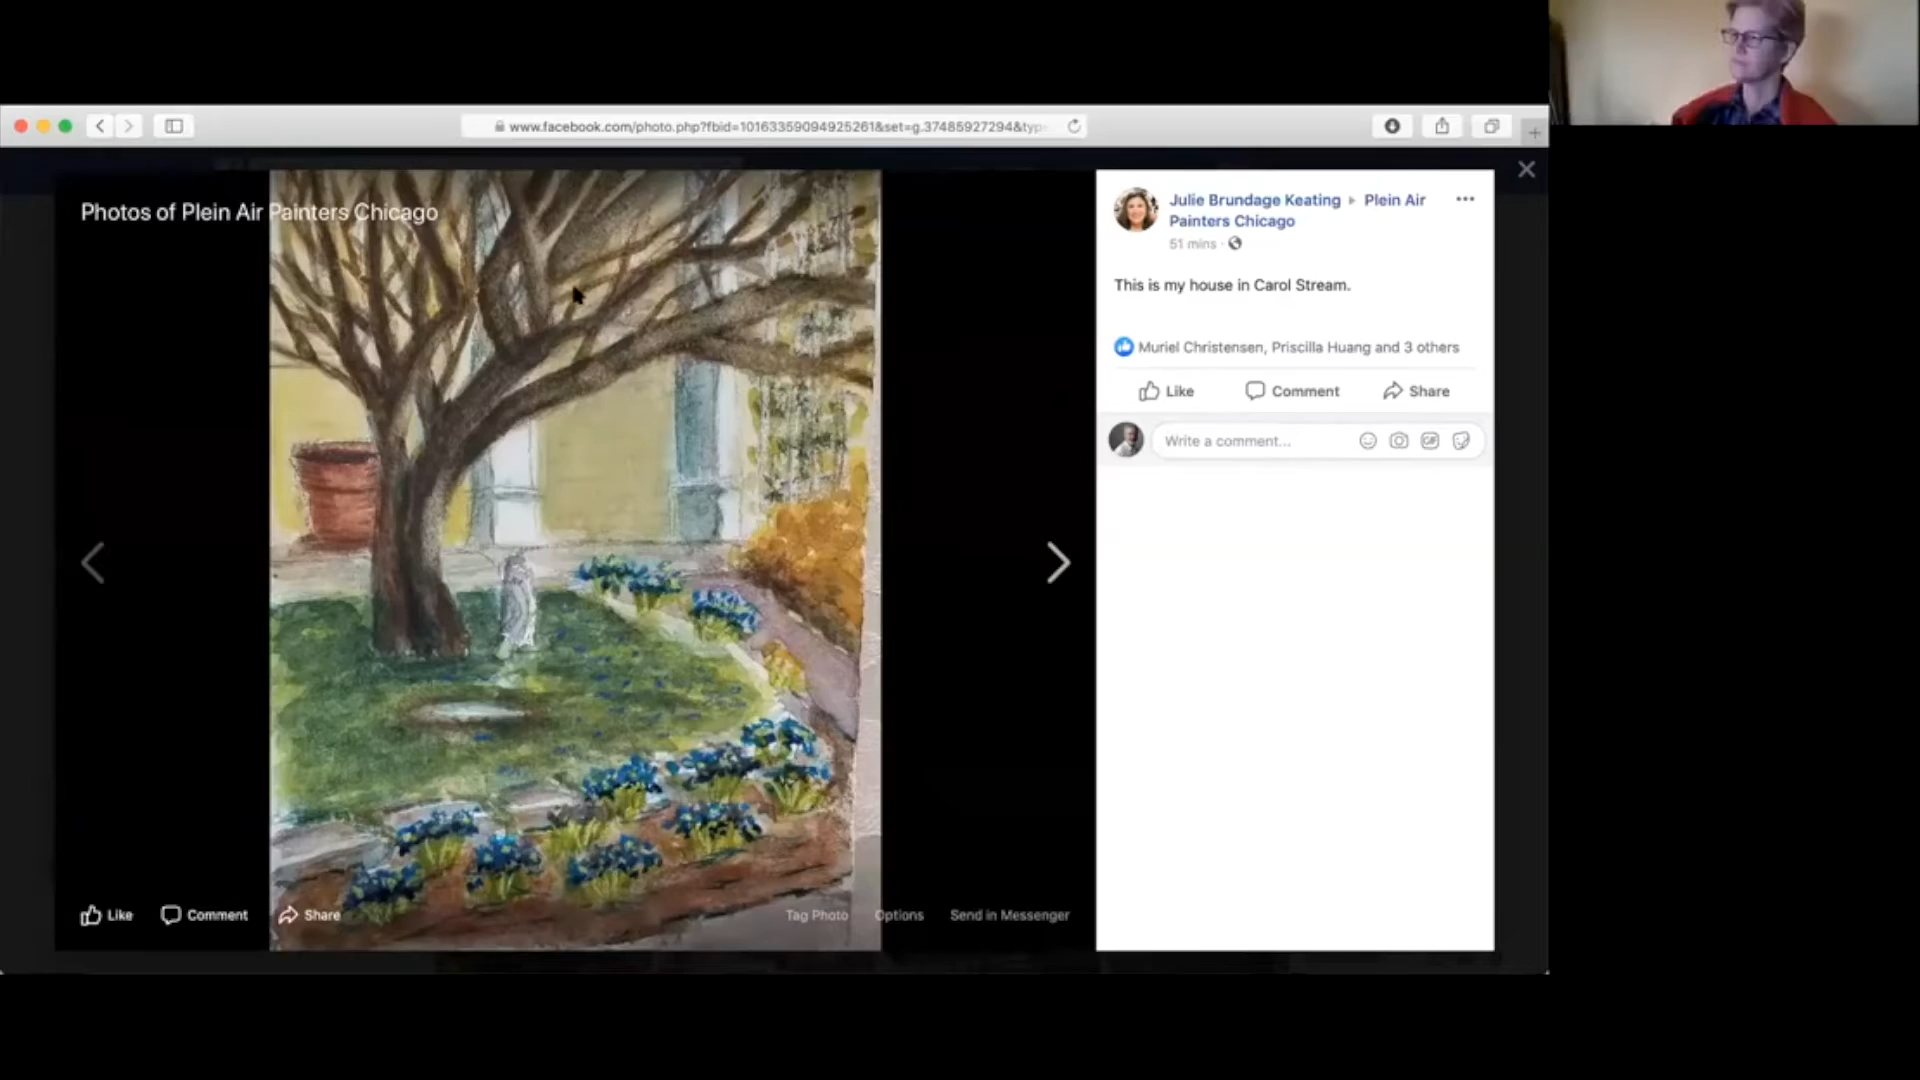 www.facebook.com/photo.php?fbid=10163359094925261&set=g.37485927294&typ
Photos of Plein Air Painters Chicago
Julie Brundage Keating ▸ Plein Air
Painters Chicago
51 mins ·
This is my house in Carol Stream.
Muriel Christensen, Priscilla Huang and 3 others
Like Comment Share
Write a comment...
GIF
Like Comment Share Tag Photo Options Send in Messenger